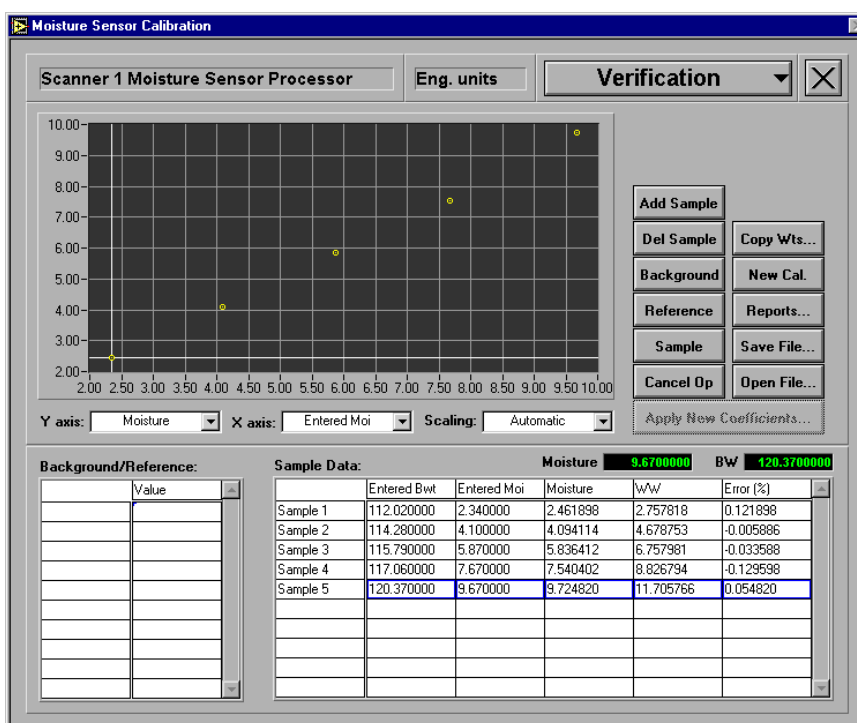 Moisture Sensor Calibration
Scanner 1 Moisture Sensor Processor Eng. units Verification
10.00
9.00
8.00
7.00
6.00
5.00
4.00
3.00
2.00
2.00 2.50 3.00 3.50 4.00 4.50 5.00 5.50 6.00 6.50 7.00 7.50 8.00 8.50 9.00 9.50 10.00
Add Sample
Del Sample Copy Wts...
Background New Cal.
Reference Reports...
Sample Save File...
Cancel Op Open File...
Y axis: Moisture X axis: Entered Moi Scaling: Automatic Apply New Coefficients...
Background/Reference: Sample Data: Moisture 9.6700000 BW 120.3700000
Value Entered Bwt Entered Moi Moisture WW Error (%)
Sample 1 112.020000 2.340000 2.461898 2.757818 0.121898
Sample 2 114.280000 4.100000 4.094114 4.678753 -0.005886
Sample 3 115.790000 5.870000 5.836412 6.757981 -0.033588
Sample 4 117.060000 7.670000 7.540402 8.826794 -0.129598
Sample 5 120.370000 9.670000 9.724820 11.705766 0.054820